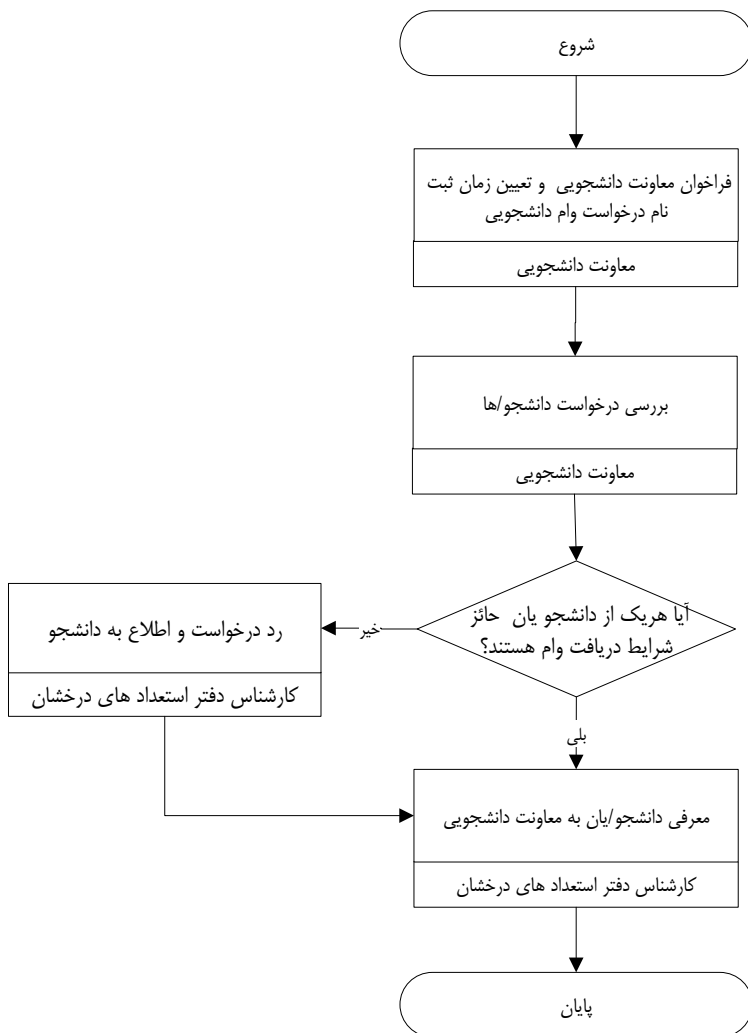 شروع
فراخوان معاونت دانشجویی و تعیین زمان ثبت
نام درخواست وام دانشجویی
معاونت دانشجویی
بررسی درخواست دانشجو/ها
معاونت دانشجویی
آیا هریک از دانشجو یان حائز
شرایط دریافت وام هستند؟
خیر
رد درخواست و اطلاع به دانشجو
کارشناس دفتر استعداد های درخشان
بلی
معرفی دانشجو/یان به معاونت دانشجویی
کارشناس دفتر استعداد های درخشان
پایان